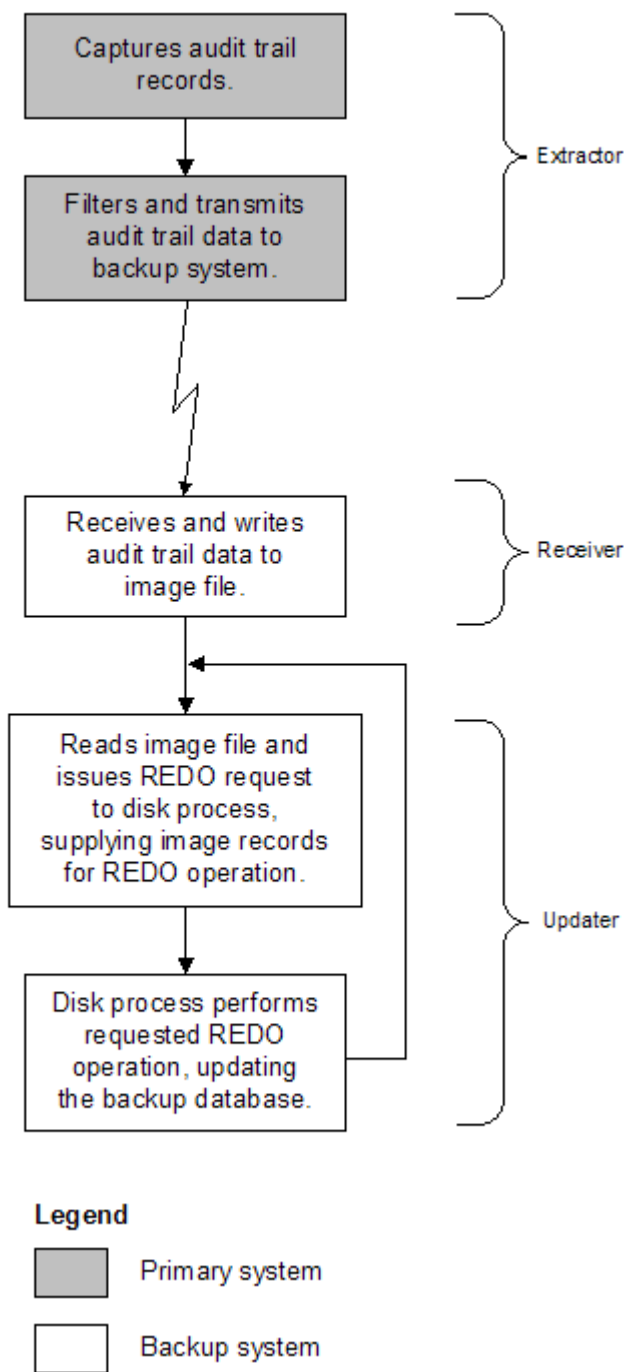 Captures audit trail
records.
Extractor
Filters and transmits
audit trail data to
backup system.
Receives and writes
audit trail data to
image file.
Receiver
Reads image file and
issues REDO request
to disk process,
supplying image records
for REDO operation.
Updater
Disk process performs
requested REDO
operation, updating
the backup database.
Legend
Primary system
Backup system